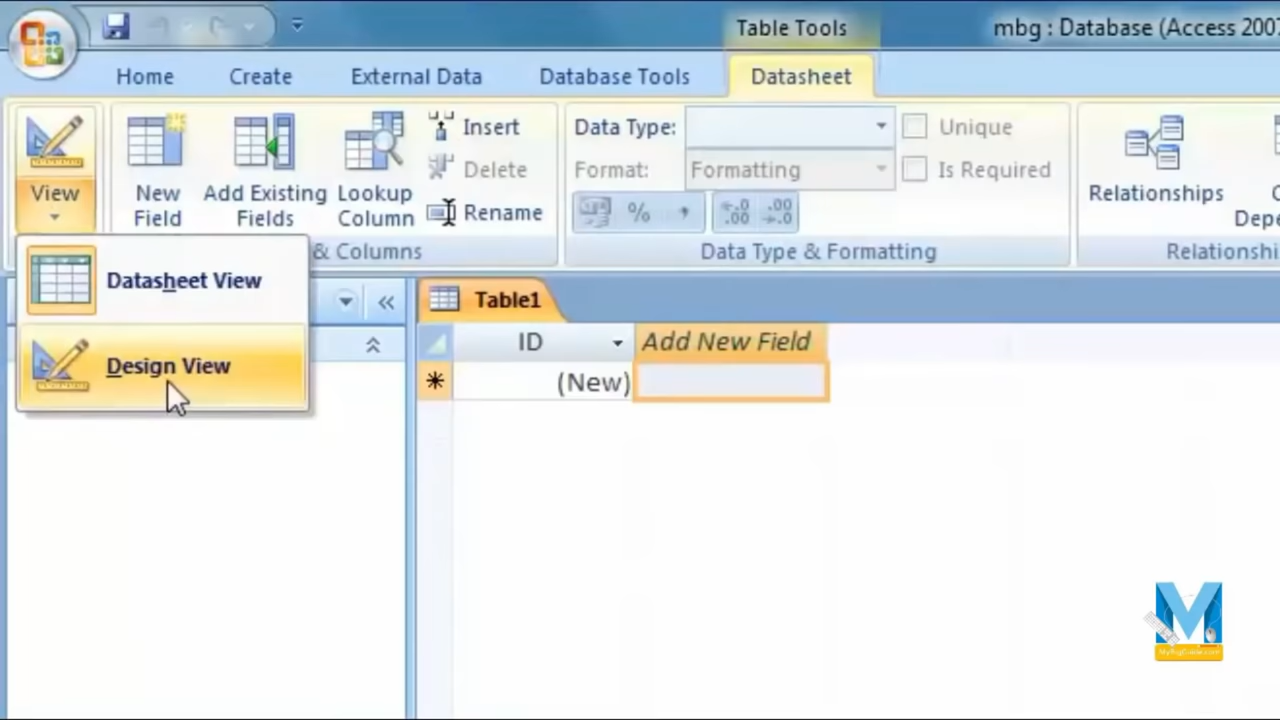 Table Tools
mbg : Database (Access 2007
Home
Create
External Data
Database Tools
Datasheet
View
New
Field
Add Existing
Fields
Lookup
Column
Insert
Delete
Rename
Data Type:
Format:
Formatting
Unique
Is Required
%
Relationships
& Columns
Data Type & Formatting
Datasheet View
Design View
Table1
ID
Add New Field
(New)
MyBigGuide.com